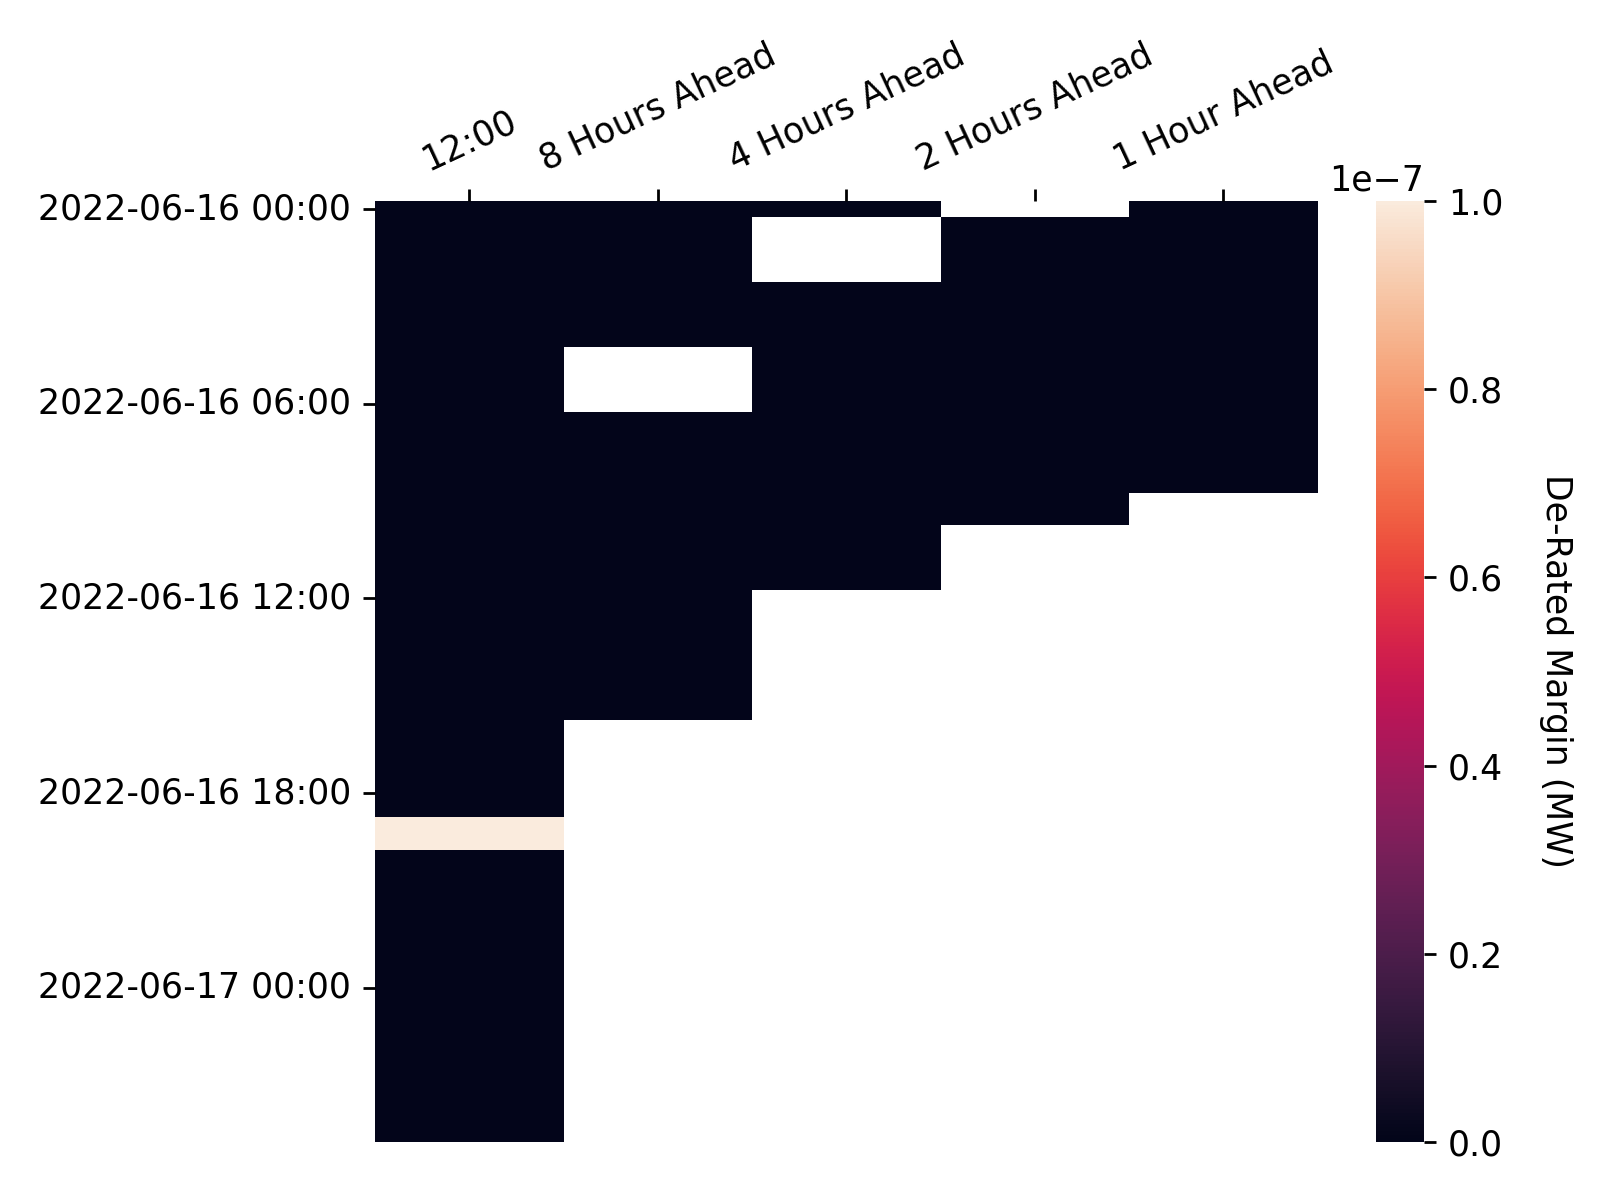 12:00
8 Hours Ahead
4 Hours Ahead
2 Hours Ahead
1 Hour Ahead
1e−7
2022-06-16 00:00
2022-06-16 06:00
2022-06-16 12:00
2022-06-16 18:00
2022-06-17 00:00
1.0
0.8
0.6
0.4
0.2
0.0
De-Rated Margin (MW)